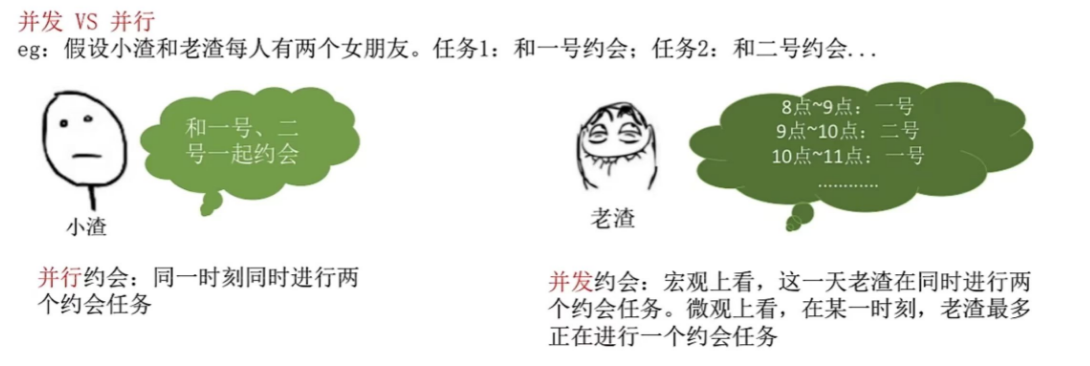 并发 VS 并行
eg：假设小渣和老渣每人有两个女朋友。任务1：和一号约会；任务2：和二号约会...
和一号、二
号一起约会
小渣
并行约会：同一时刻同时进行两
个约会任务
8点~9点：一号
9点~10点：二号
10点~11点：一号
............
老渣
并发约会：宏观上看，这一天老渣在同时进行两
个约会任务。微观上看，在某一时刻，老渣最多
正在进行一个约会任务